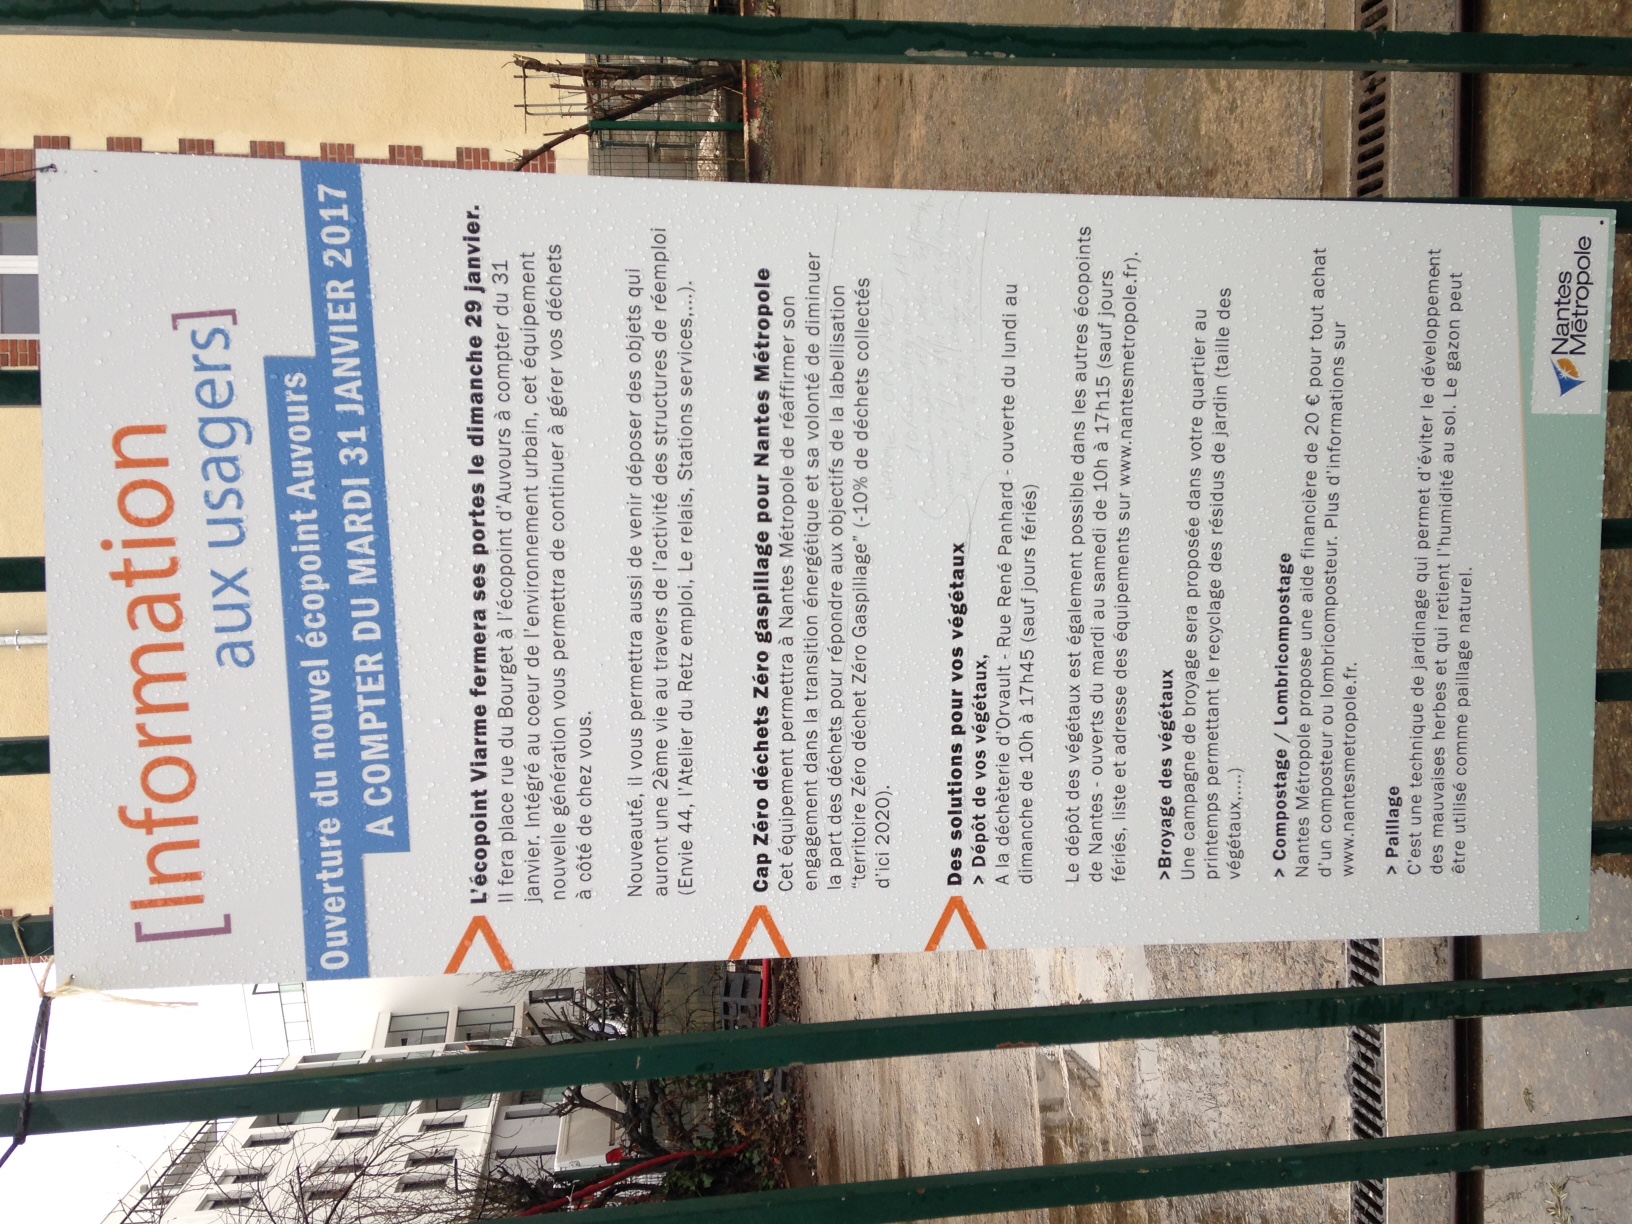 [Information
aux usagers]
Ouverture du nouvel écopoint Auvours
A COMPTER DU MARDI 31 JANVIER 2017
L'écopoint Viarme fermera ses portes le dimanche 29 janvier.
Il fera place rue du Bourget à l'écopoint d'Auvours à compter du 31
janvier. Intégré au coeur de l'environnement urbain, cet équipement
nouvelle génération vous permettra de continuer à gérer vos déchets
à côté de chez vous.
Nouveauté, il vous permettra aussi de venir déposer des objets qui
auront une 2ème vie au travers de l'activité des structures de réemploi
(Envie 44, l'Atelier du Retz emploi, Le relais, Stations services,...).
Cap Zéro déchets Zéro gaspillage pour Nantes Métropole
Cet équipement permettra à Nantes Métropole de réaffirmer son
engagement dans la transition énergétique et sa volonté de diminuer
la part des déchets pour répondre aux objectifs de la labellisation
"territoire Zéro déchet Zéro Gaspillage" (-10% de déchets collectés
d'ici 2020).
Des solutions pour vos végétaux
> Dépôt de vos végétaux,
A la déchèterie d'Orvault - Rue René Panhard - ouverte du lundi au
dimanche de 10h à 17h45 (sauf jours fériés)
Le dépôt des végétaux est également possible dans les autres écopoints
de Nantes - ouverts du mardi au samedi de 10h à 17h15 (sauf jours
fériés, liste et adresse des équipements sur www.nantesmetropole.fr).
>Broyage des végétaux
Une campagne de broyage sera proposée dans votre quartier au
printemps permettant le recyclage des résidus de jardin (taille des
végétaux,....)
> Compostage / Lombricompostage
Nantes Métropole propose une aide financière de 20 € pour tout achat
d'un composteur ou lombricomposteur. Plus d'informations sur
www.nantesmetropole.fr.
> Paillage
C'est une technique de jardinage qui permet d'éviter le développement
des mauvaises herbes et qui retient l'humidité au sol. Le gazon peut
être utilisé comme paillage naturel.
Nantes
Métropole